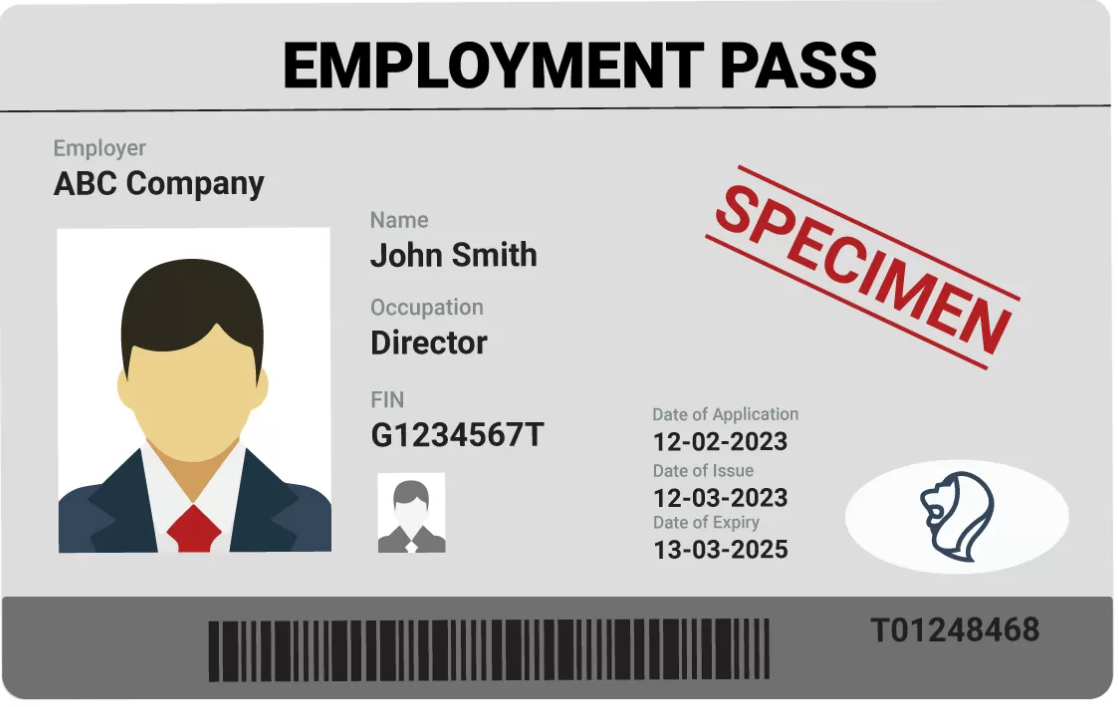 EMPLOYMENT PASS
Employer
ABC Company
Name
John Smith
Occupation
Director
FIN
G1234567T
SPECIMEN
Date of Application
12-02-2023
Date of Issue
12-03-2023
Date of Expiry
13-03-2025
T01248468